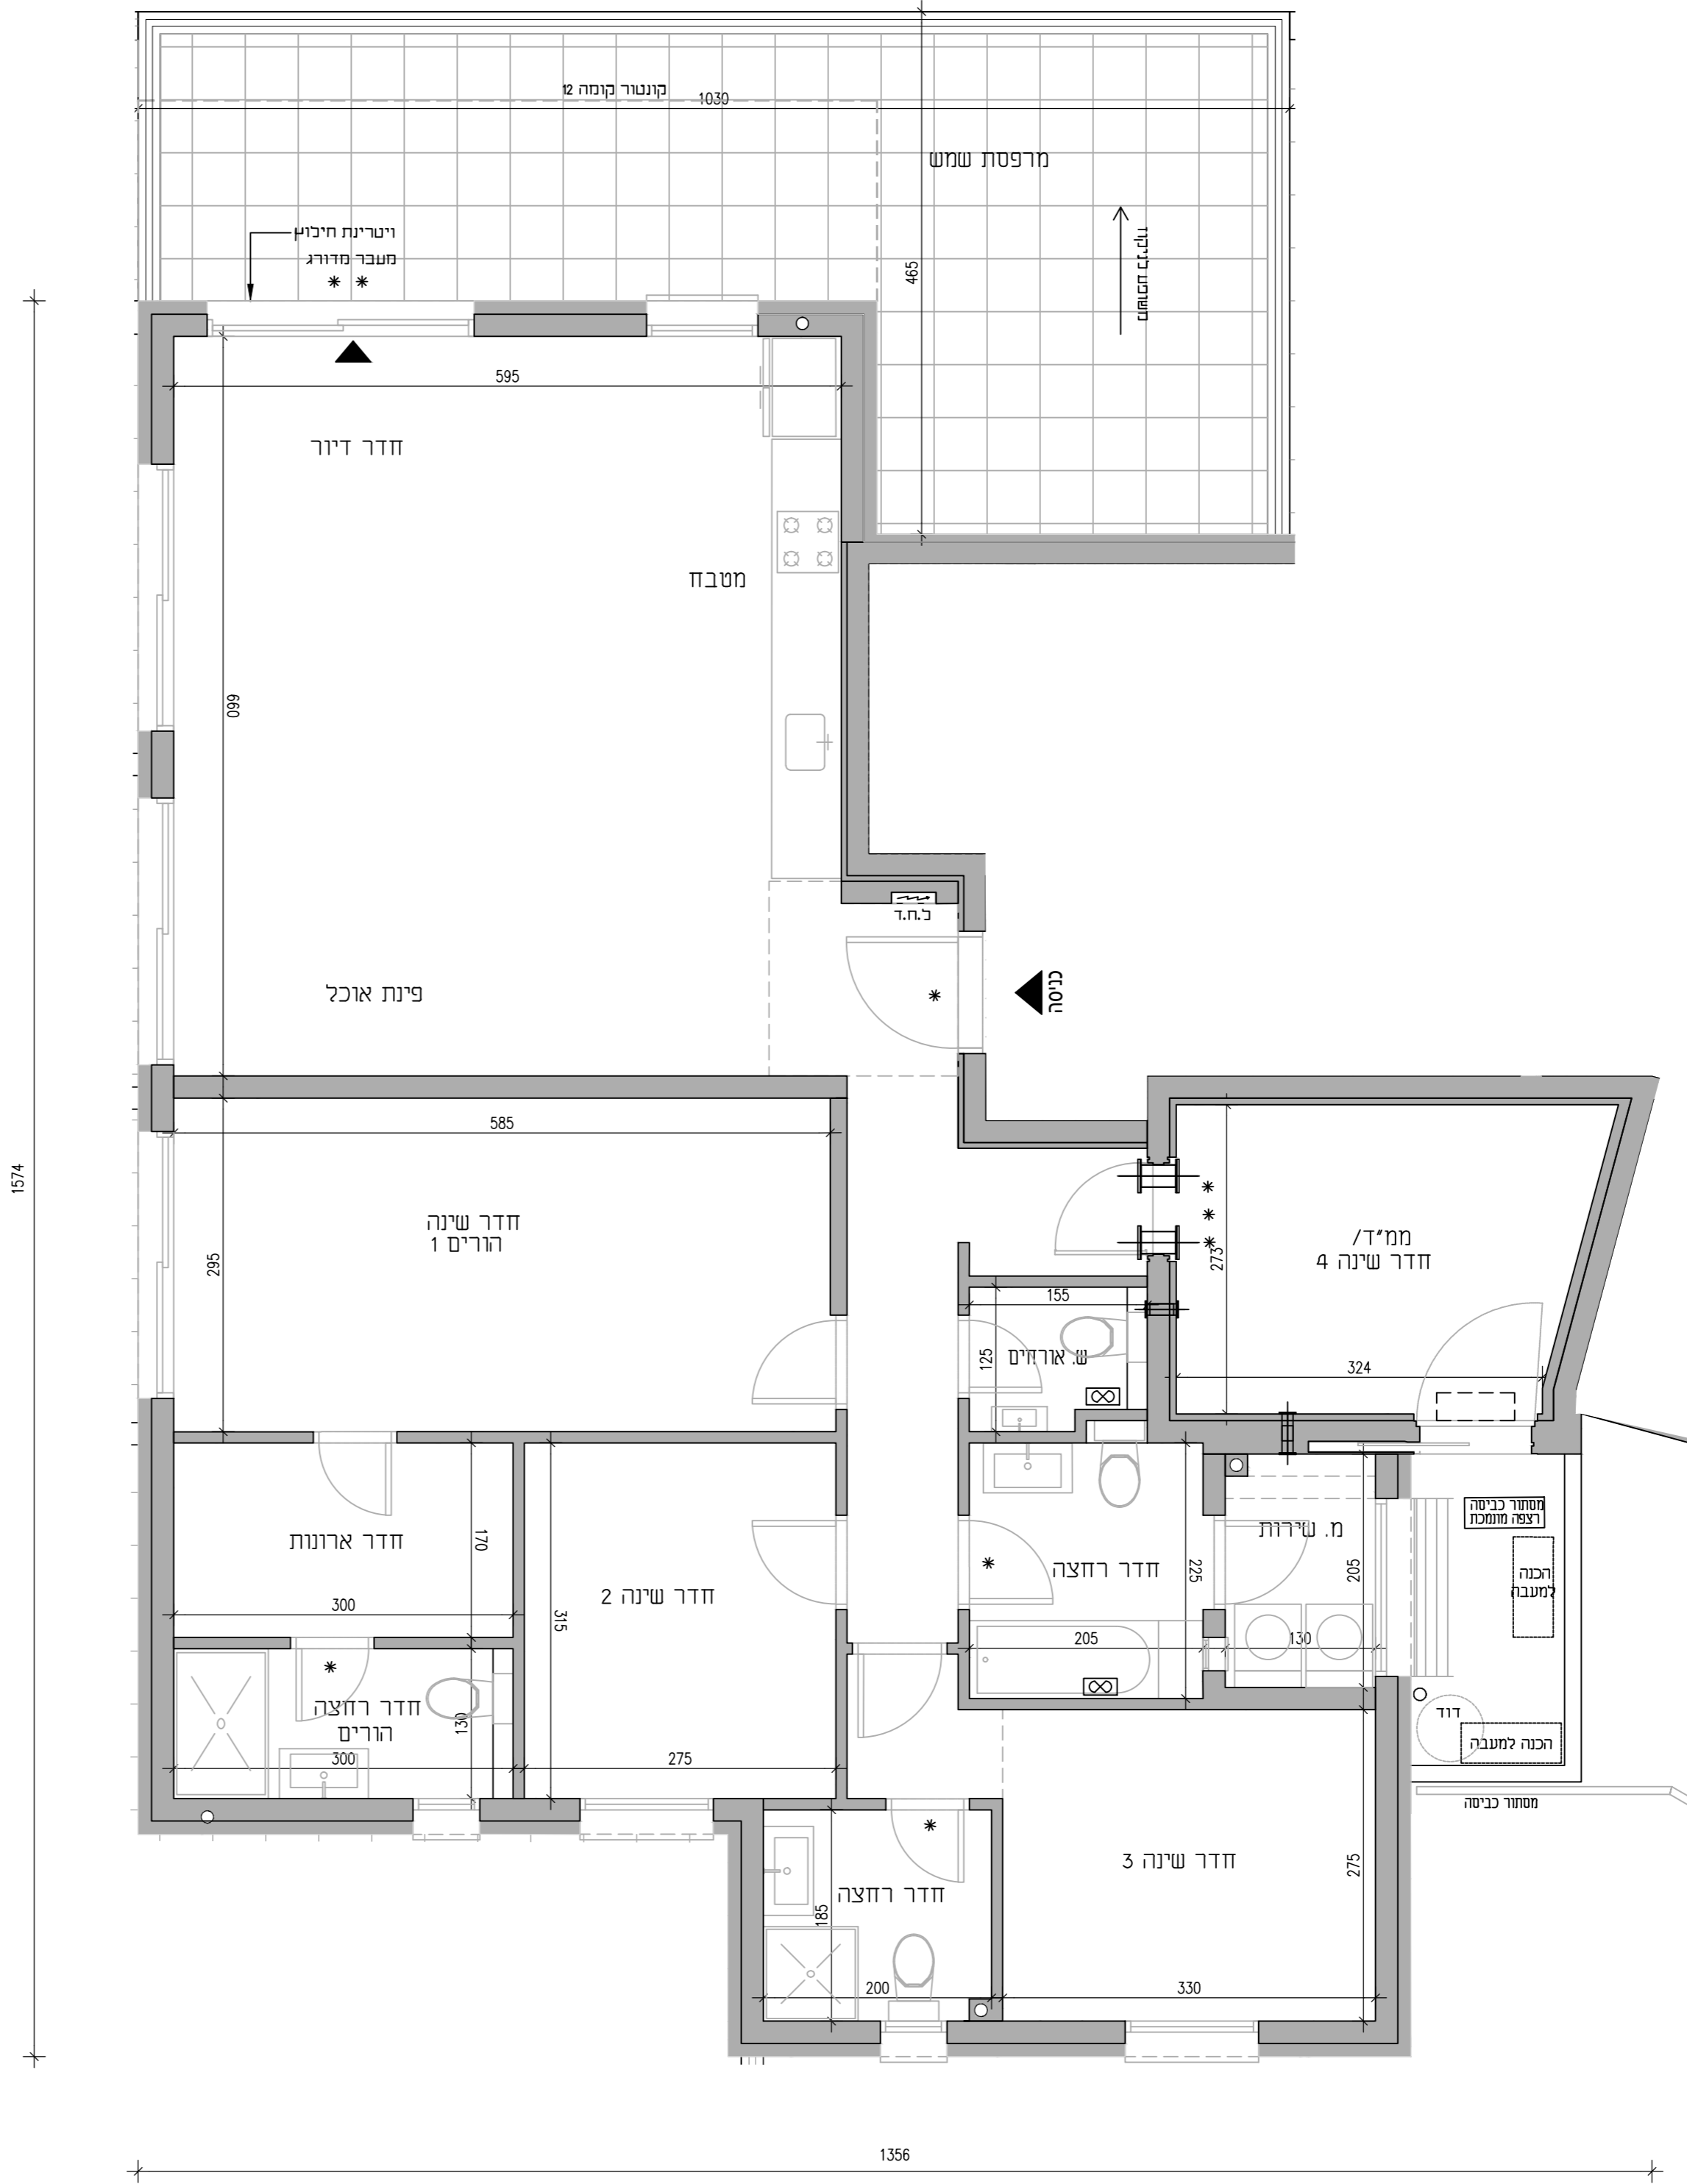 קונטור קומה 12
1030
מרפסת שמש
ויטרינת חילוץ
מעבר מדורג
* *
465
משופע לניקוז
595
חדר דיור
מטבח
660
ל.ח.ד
פינת אוכל
*
כניסה
585
1574
חדר שינה
הורים 1
295
*
*
*
273
ממ"ד/
חדר שינה 4
155
125
ש. אורחים
324
חדר ארונות
170
300
חדר שינה 2
315
*
חדר רחצה
225
מ. שירות
205
מסתור כביסה
רצפה מונמכת
הכנה
למעבה
205
130
*
חדר רחצה
הורים
130
300
275
דוד
הכנה למעבה
מסתור כביסה
*
חדר רחצה
185
200
חדר שינה 3
275
330
1356